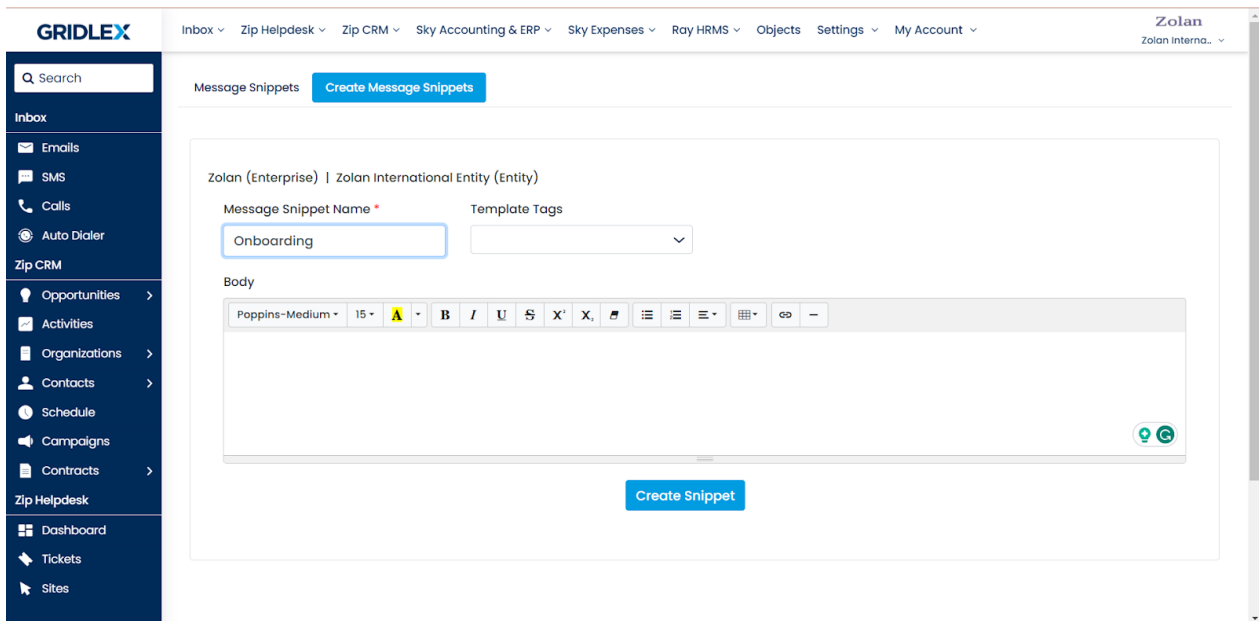 GRIDLEX
Inbox Zip Helpdesk Zip CRM Sky Accounting & ERP Sky Expenses Ray HRMS Objects Settings My Account
Zolan
Zolan Interna..
Search
Inbox
Emails
SMS
Calls
Auto Dialer
Zip CRM
Opportunities
Activities
Organizations
Contacts
Schedule
Campaigns
Contracts
Zip Helpdesk
Dashboard
Tickets
Sites
Message Snippets Create Message Snippets
Zolan (Enterprise) | Zolan International Entity (Entity)
Message Snippet Name * Template Tags
Onboarding
Body
Poppins-Medium 15 A B I U S X² X, 
Create Snippet